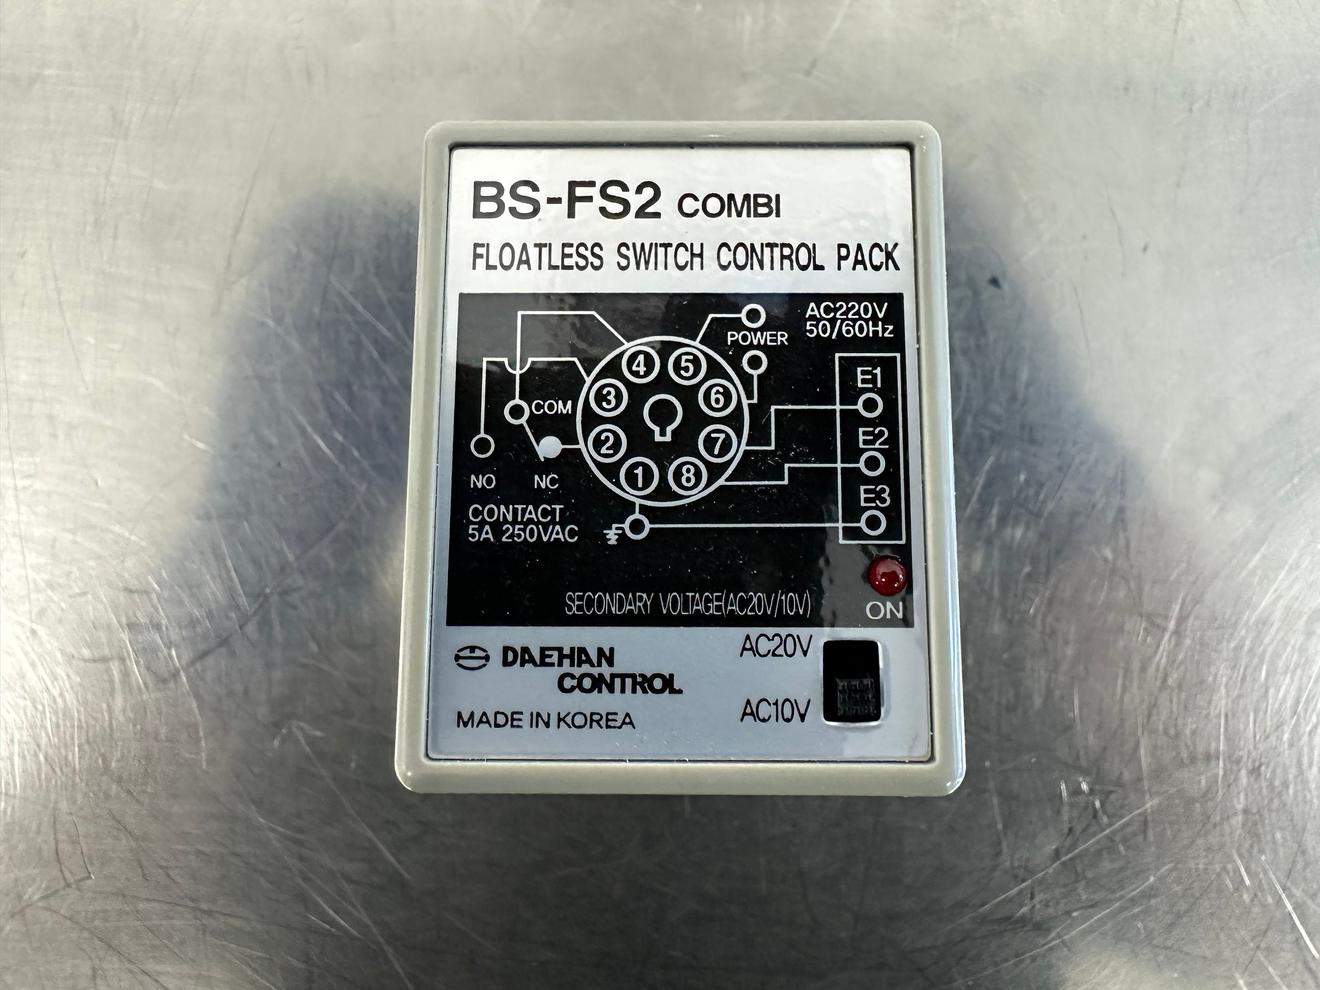 BS-FS2 COMBI
FLOATLESS SWITCH CONTROL PACK
AC220V
50/60Hz
POWER
4 5
3 6
2 7
1 8
COM
NO NC
E1
E2
E3
CONTACT
5A 250VAC
ON
SECONDARY VOLTAGE(AC20V/10V)
DAEHAN
CONTROL
MADE IN KOREA
AC20V
AC10V